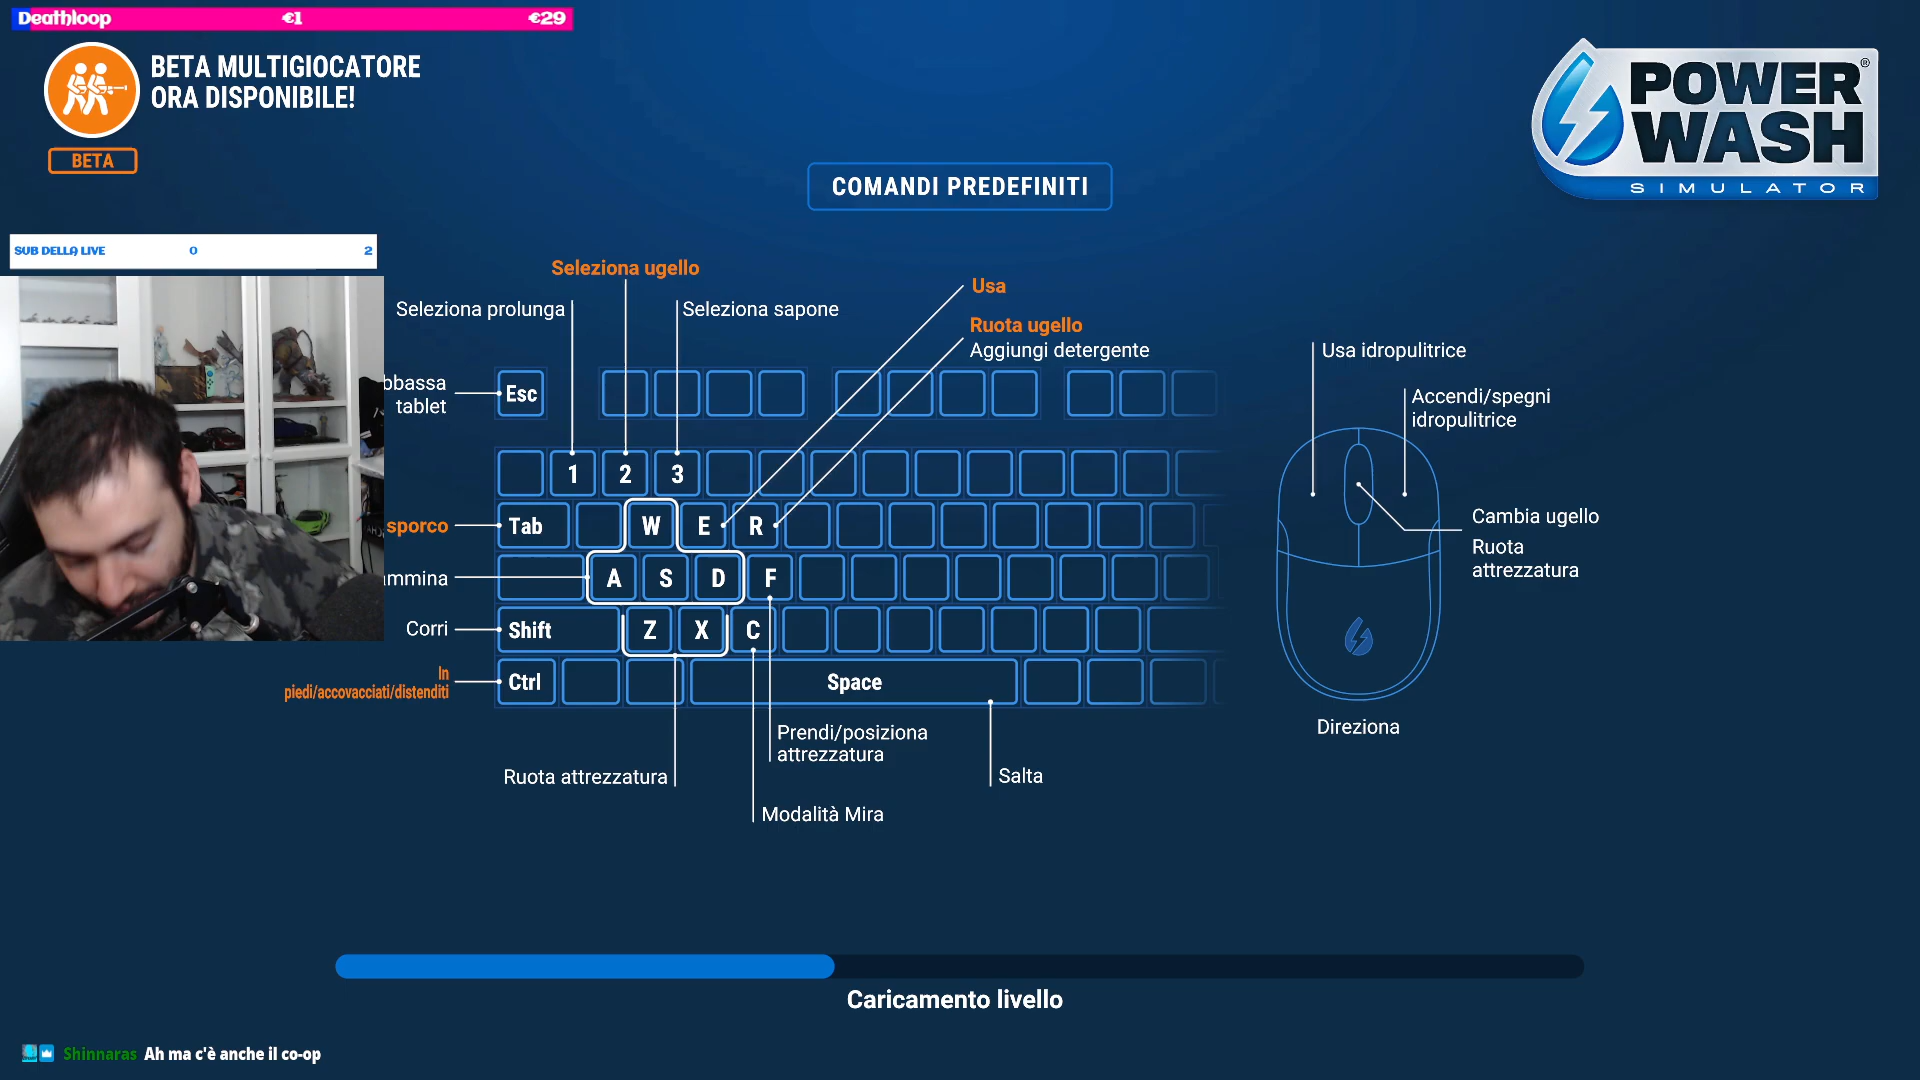 Deathloop €1 €29
BETA MULTIGIOCATORE
ORA DISPONIBILE!
BETA
POWER®
WASH
SIMULATOR
COMANDI PREDEFINITI
SUB DELLA LIVE 0 2
Seleziona ugello
Seleziona prolunga
Seleziona sapone
Usa
Ruota ugello
Aggiungi detergente
Usa idropulitrice
Accendi/spegni
idropulitrice
bbassa
tablet
Esc
1 2 3
sporco
Tab W E R
Cambia ugello
Ruota
attrezzatura
mmina
A S D F
Corri
Shift Z X C
In
piedi/accovacciati/distenditi
Ctrl Space
Direziona
Prendi/posiziona
attrezzatura
Ruota attrezzatura
Salta
Modalità Mira
Caricamento livello
Shinnaras Ah ma c'è anche il co-op